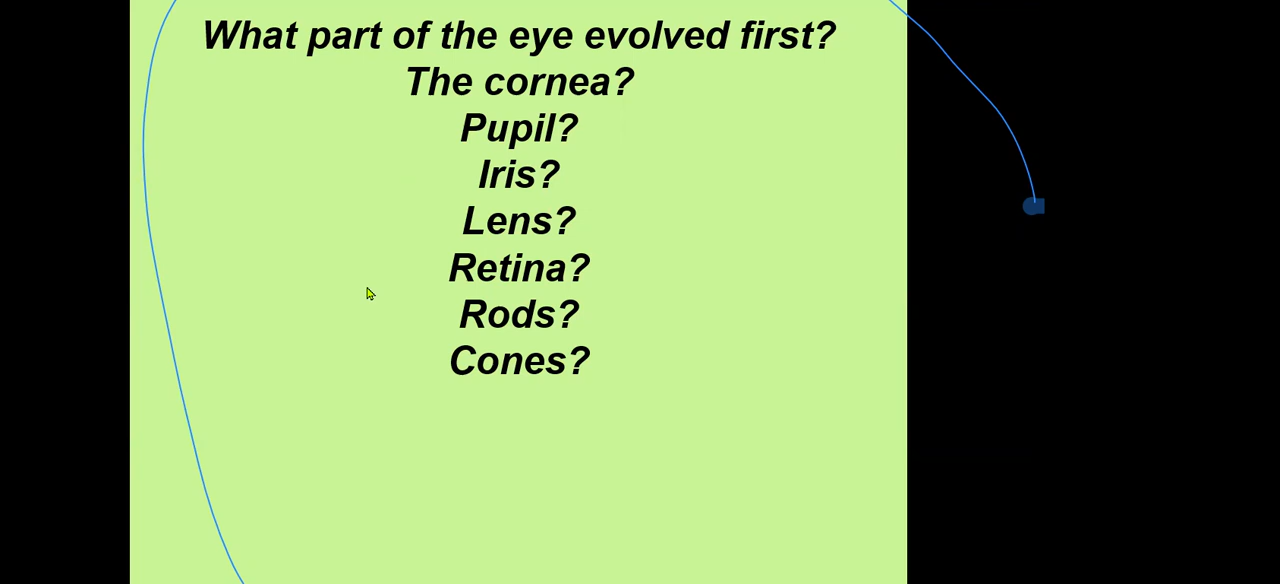 What part of the eye evolved first?
The cornea?
Pupil?
Iris?
Lens?
Retina?
Rods?
Cones?